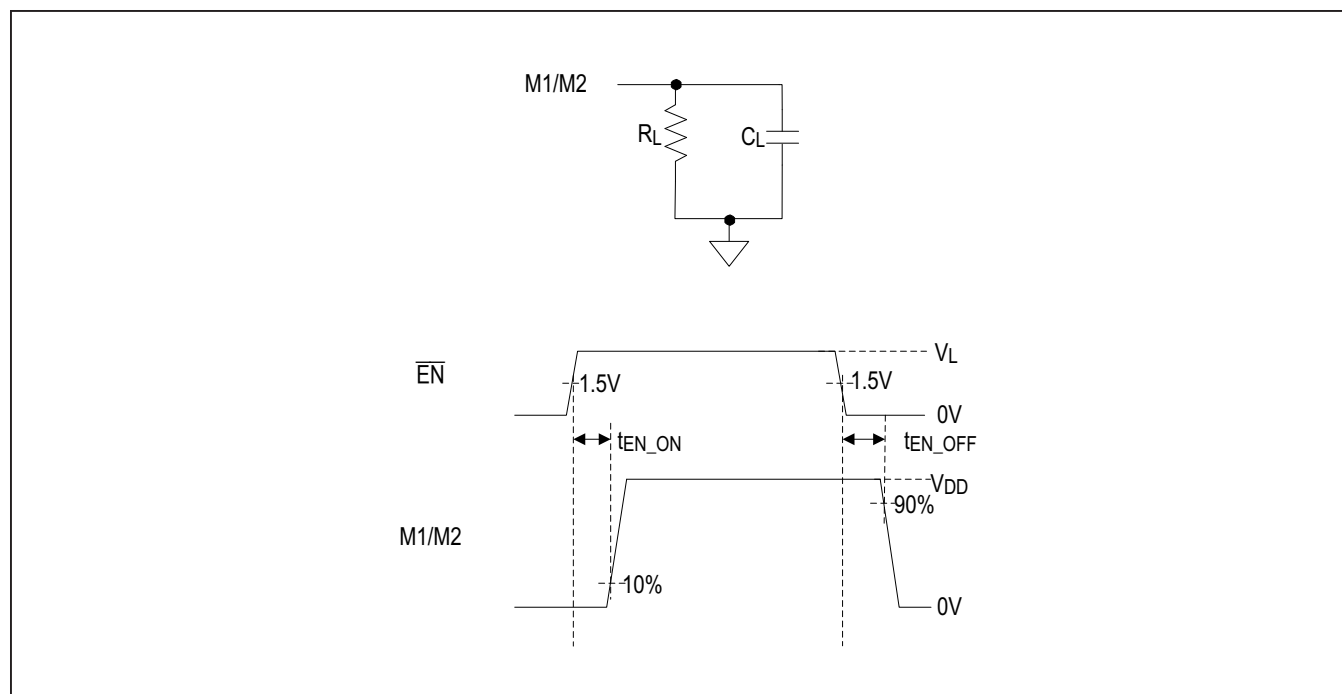 M1/M2
RL
CL
VL
EN
1.5V
1.5V
0V
tEN_ON
tEN_OFF
VDD
90%
M1/M2
10%
0V